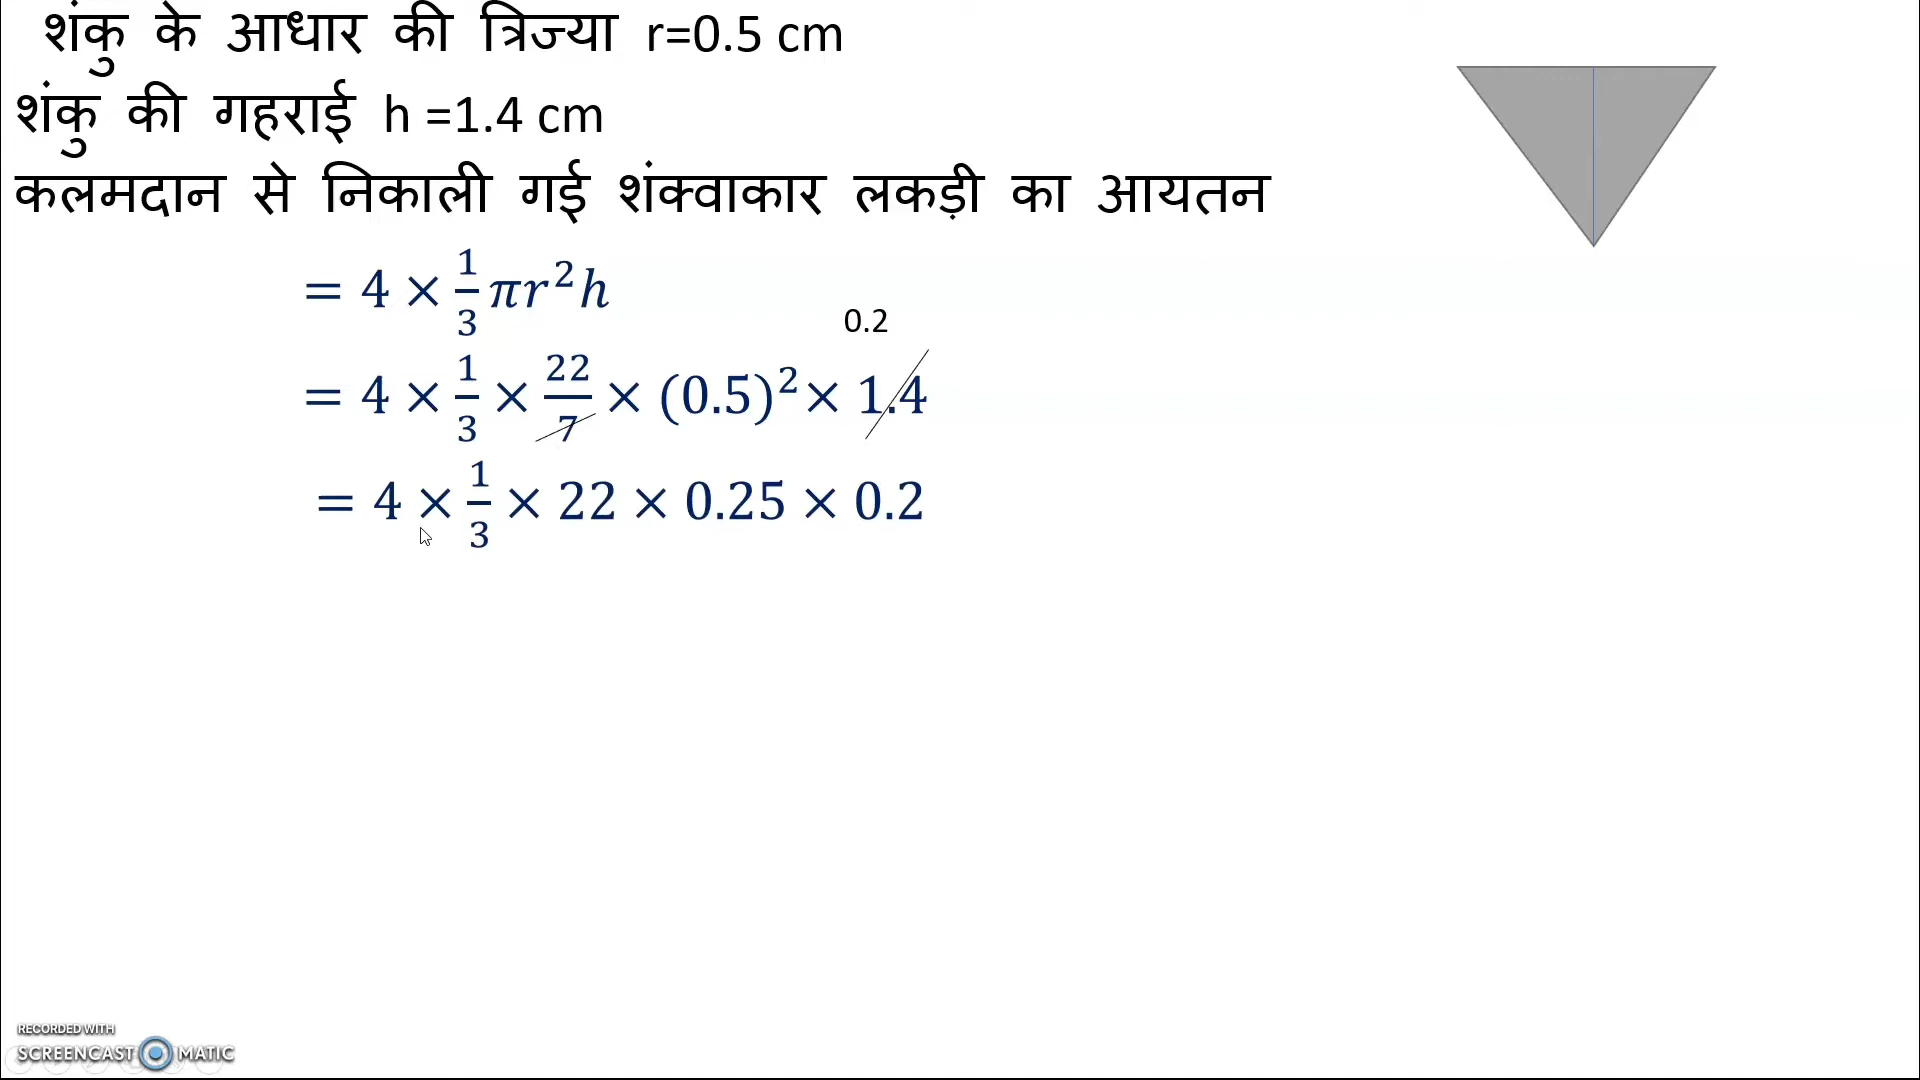 शंकु के आधार की त्रिज्या r=0.5 cm
शंकु की गहराई h =1.4 cm
कलमदान से निकाली गई शंक्वाकार लकड़ी का आयतन
= 4 × 1/3 πr²h
0.2
= 4 × 1/3 × 22/7 × (0.5)² × 1.4
= 4 × 1/3 × 22 × 0.25 × 0.2
RECORDED WITH
SCREENCAST MATIC